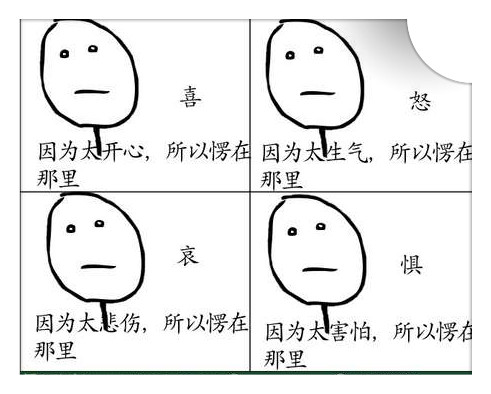 喜
因为太开心，所以愣在
那里
怒
因为太生气，所以愣在
那里
哀
因为太悲伤，所以愣在
那里
惧
因为太害怕，所以愣在
那里